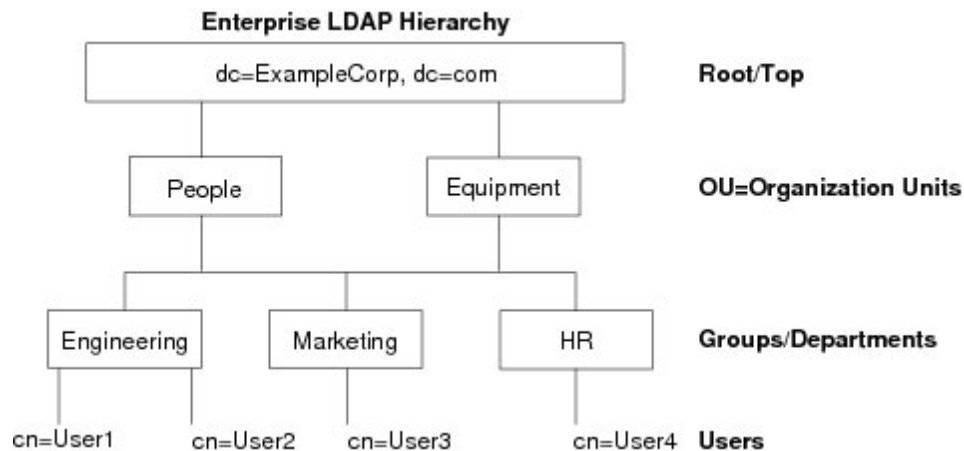 Enterprise LDAP Hierarchy
dc=ExampleCorp, dc=com
Root/Top
People
Equipment
OU=Organization Units
Engineering
Marketing
HR
Groups/Departments
cn=User1
cn=User2
cn=User3
cn=User4
Users